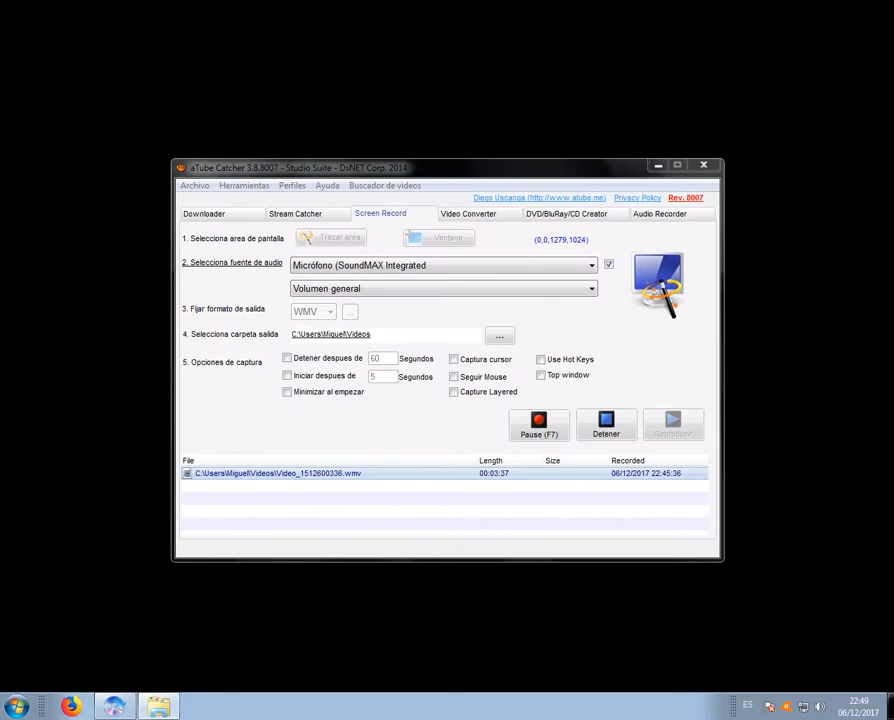 aTube Catcher 3.8.8007 - Studio Suite - DsNET Corp. 2014
Archivo Herramientas Perfiles Ayuda Buscador de videos
Diego Uscanga (http://www.atube.me) Privacy Policy Rev. 8007
Downloader Stream Catcher Screen Record Video Converter DVD/BluRay/CD Creator Audio Recorder
1. Selecciona area de pantalla Trazar area Ventana (0,0,1279,1024)
2. Selecciona fuente de audio Micrófono (SoundMAX Integrated
Volumen general
3. Fijar formato de salida WMV ...
4. Selecciona carpeta salida C:\Users\Miguel\Videos ...
5. Opciones de captura Detener despues de 60 Segundos Captura cursor Use Hot Keys
Iniciar despues de 5 Segundos Seguir Mouse Top window
Minimizar al empezar Capture Layered
Pause (F7) Detener Reproducir
File Length Size Recorded
C:\Users\Miguel\Videos\Video_1512600336.wmv 00:03:37 06/12/2017 22:45:36
ES 22:49
06/12/2017